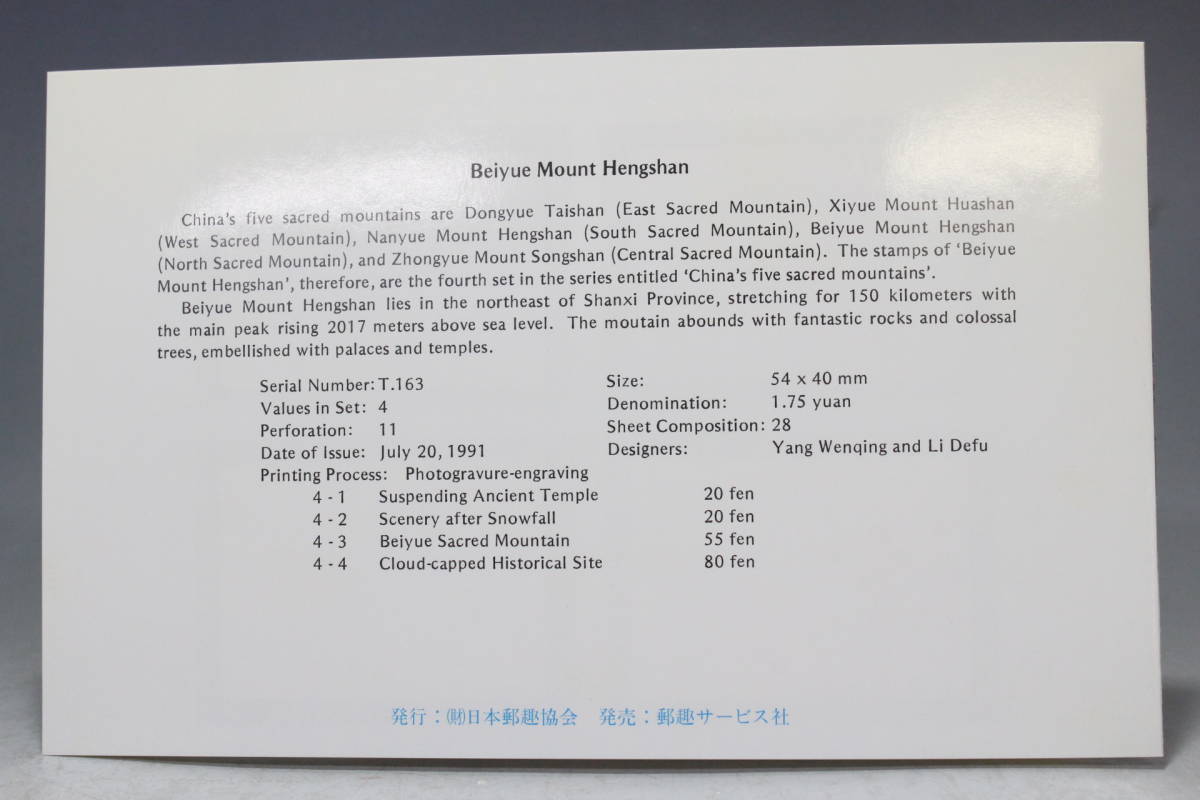 Beiyue Mount Hengshan
China's five sacred mountains are Dongyue Taishan (East Sacred Mountain), Xiyue Mount Huashan
(West Sacred Mountain), Nanyue Mount Hengshan (South Sacred Mountain), Beiyue Mount Hengshan
(North Sacred Mountain), and Zhongyue Mount Songshan (Central Sacred Mountain). The stamps of 'Beiyue
Mount Hengshan', therefore, are the fourth set in the series entitled 'China's five sacred mountains'.
Beiyue Mount Hengshan lies in the northeast of Shanxi Province, stretching for 150 kilometers with
the main peak rising 2017 meters above sea level. The moutain abounds with fantastic rocks and colossal
trees, embellished with palaces and temples.
Serial Number: T.163 Size: 54 x 40 mm
Values in Set: 4 Denomination: 1.75 yuan
Perforation: 11 Sheet Composition: 28
Date of Issue: July 20, 1991 Designers: Yang Wenqing and Li Defu
Printing Process: Photogravure-engraving
4 - 1 Suspending Ancient Temple 20 fen
4 - 2 Scenery after Snowfall 20 fen
4 - 3 Beiyue Sacred Mountain 55 fen
4 - 4 Cloud-capped Historical Site 80 fen
発行：㈶日本郵趣協会 発売：郵趣サービス社